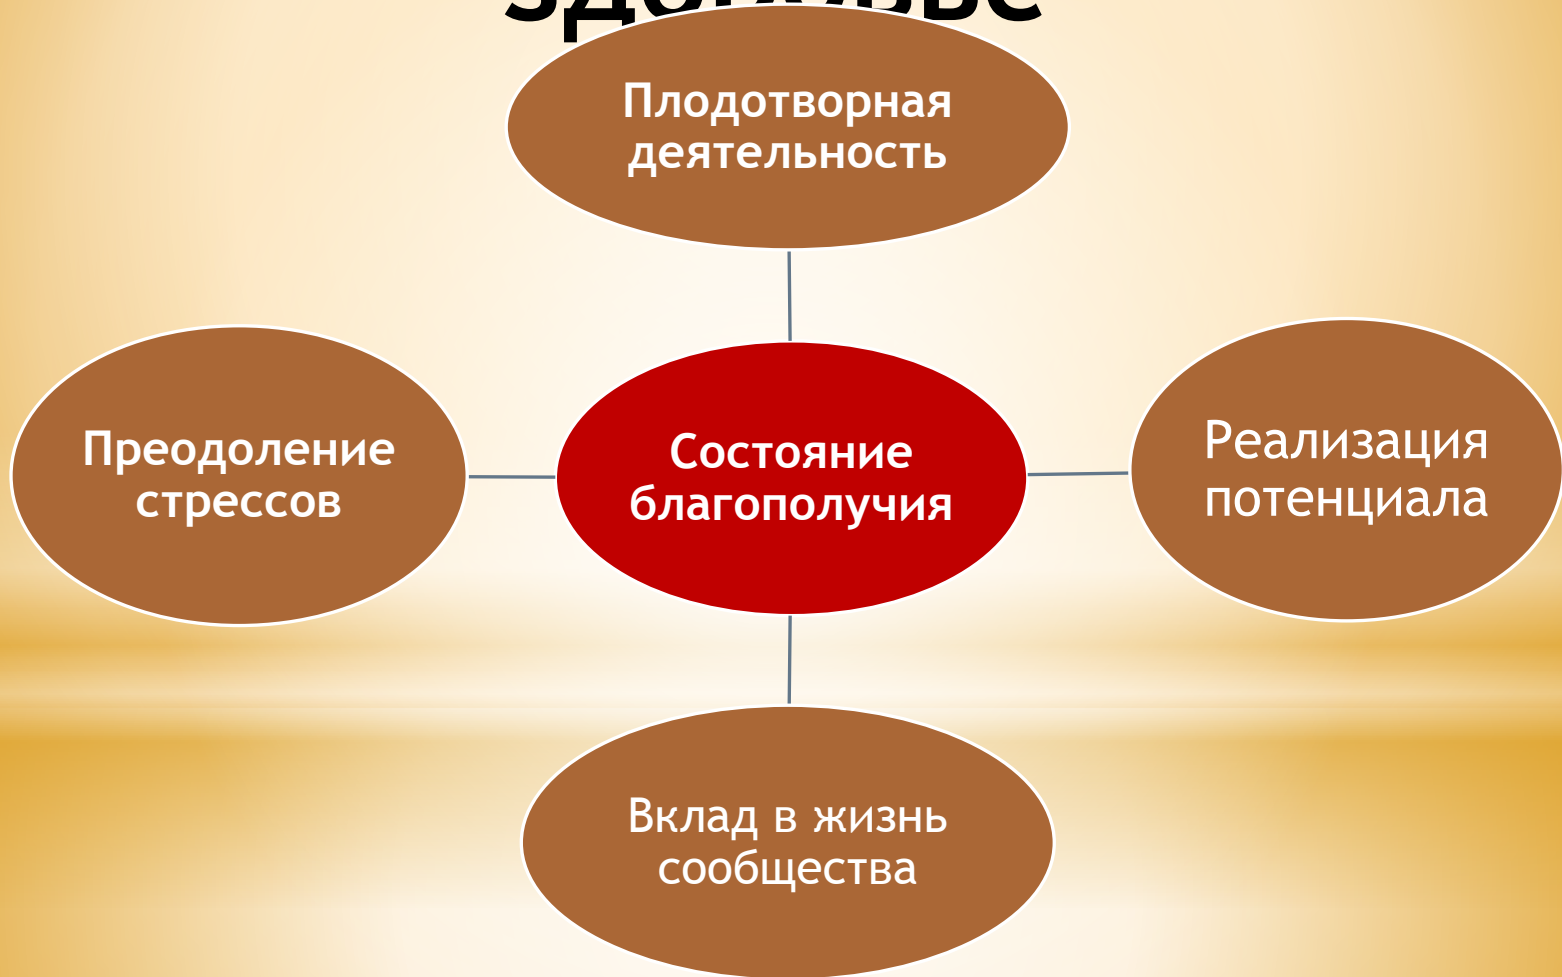 Плодотворная
деятельность
Преодоление
стрессов
Состояние
благополучия
Реализация
потенциала
Вклад в жизнь
сообщества